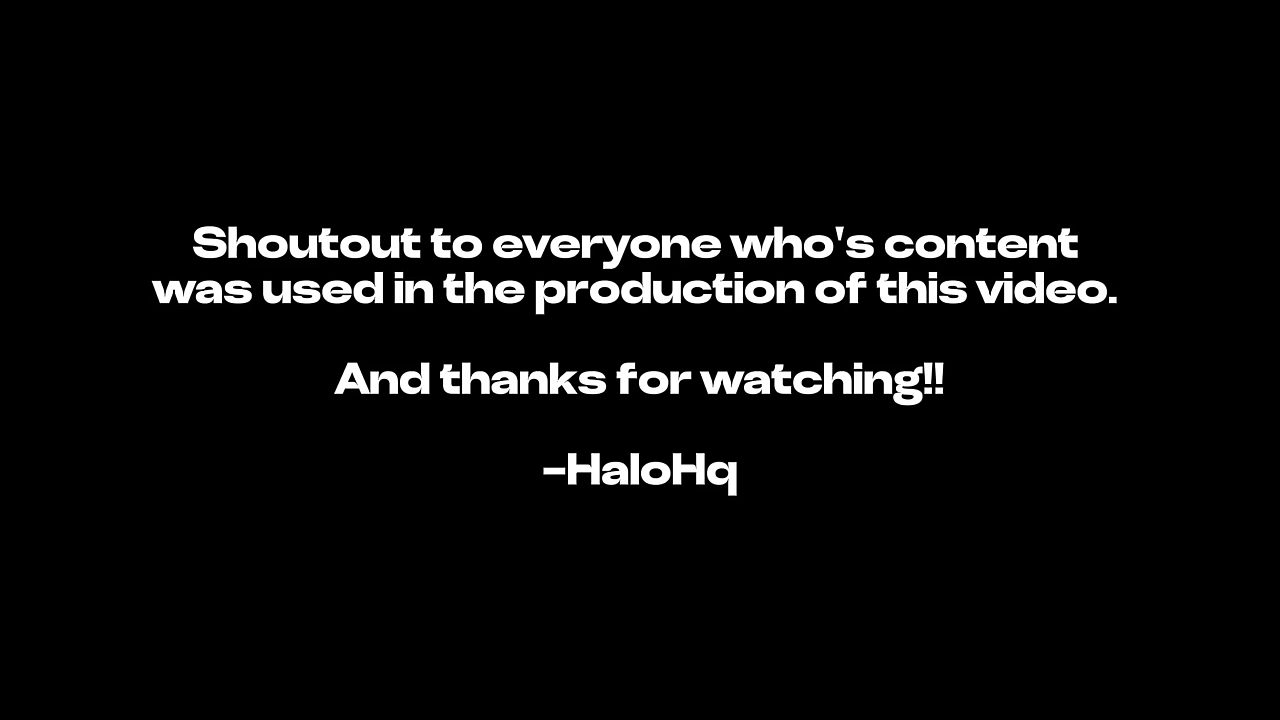 Shoutout to everyone who's content
was used in the production of this video.
And thanks for watching!!
-HaloHq